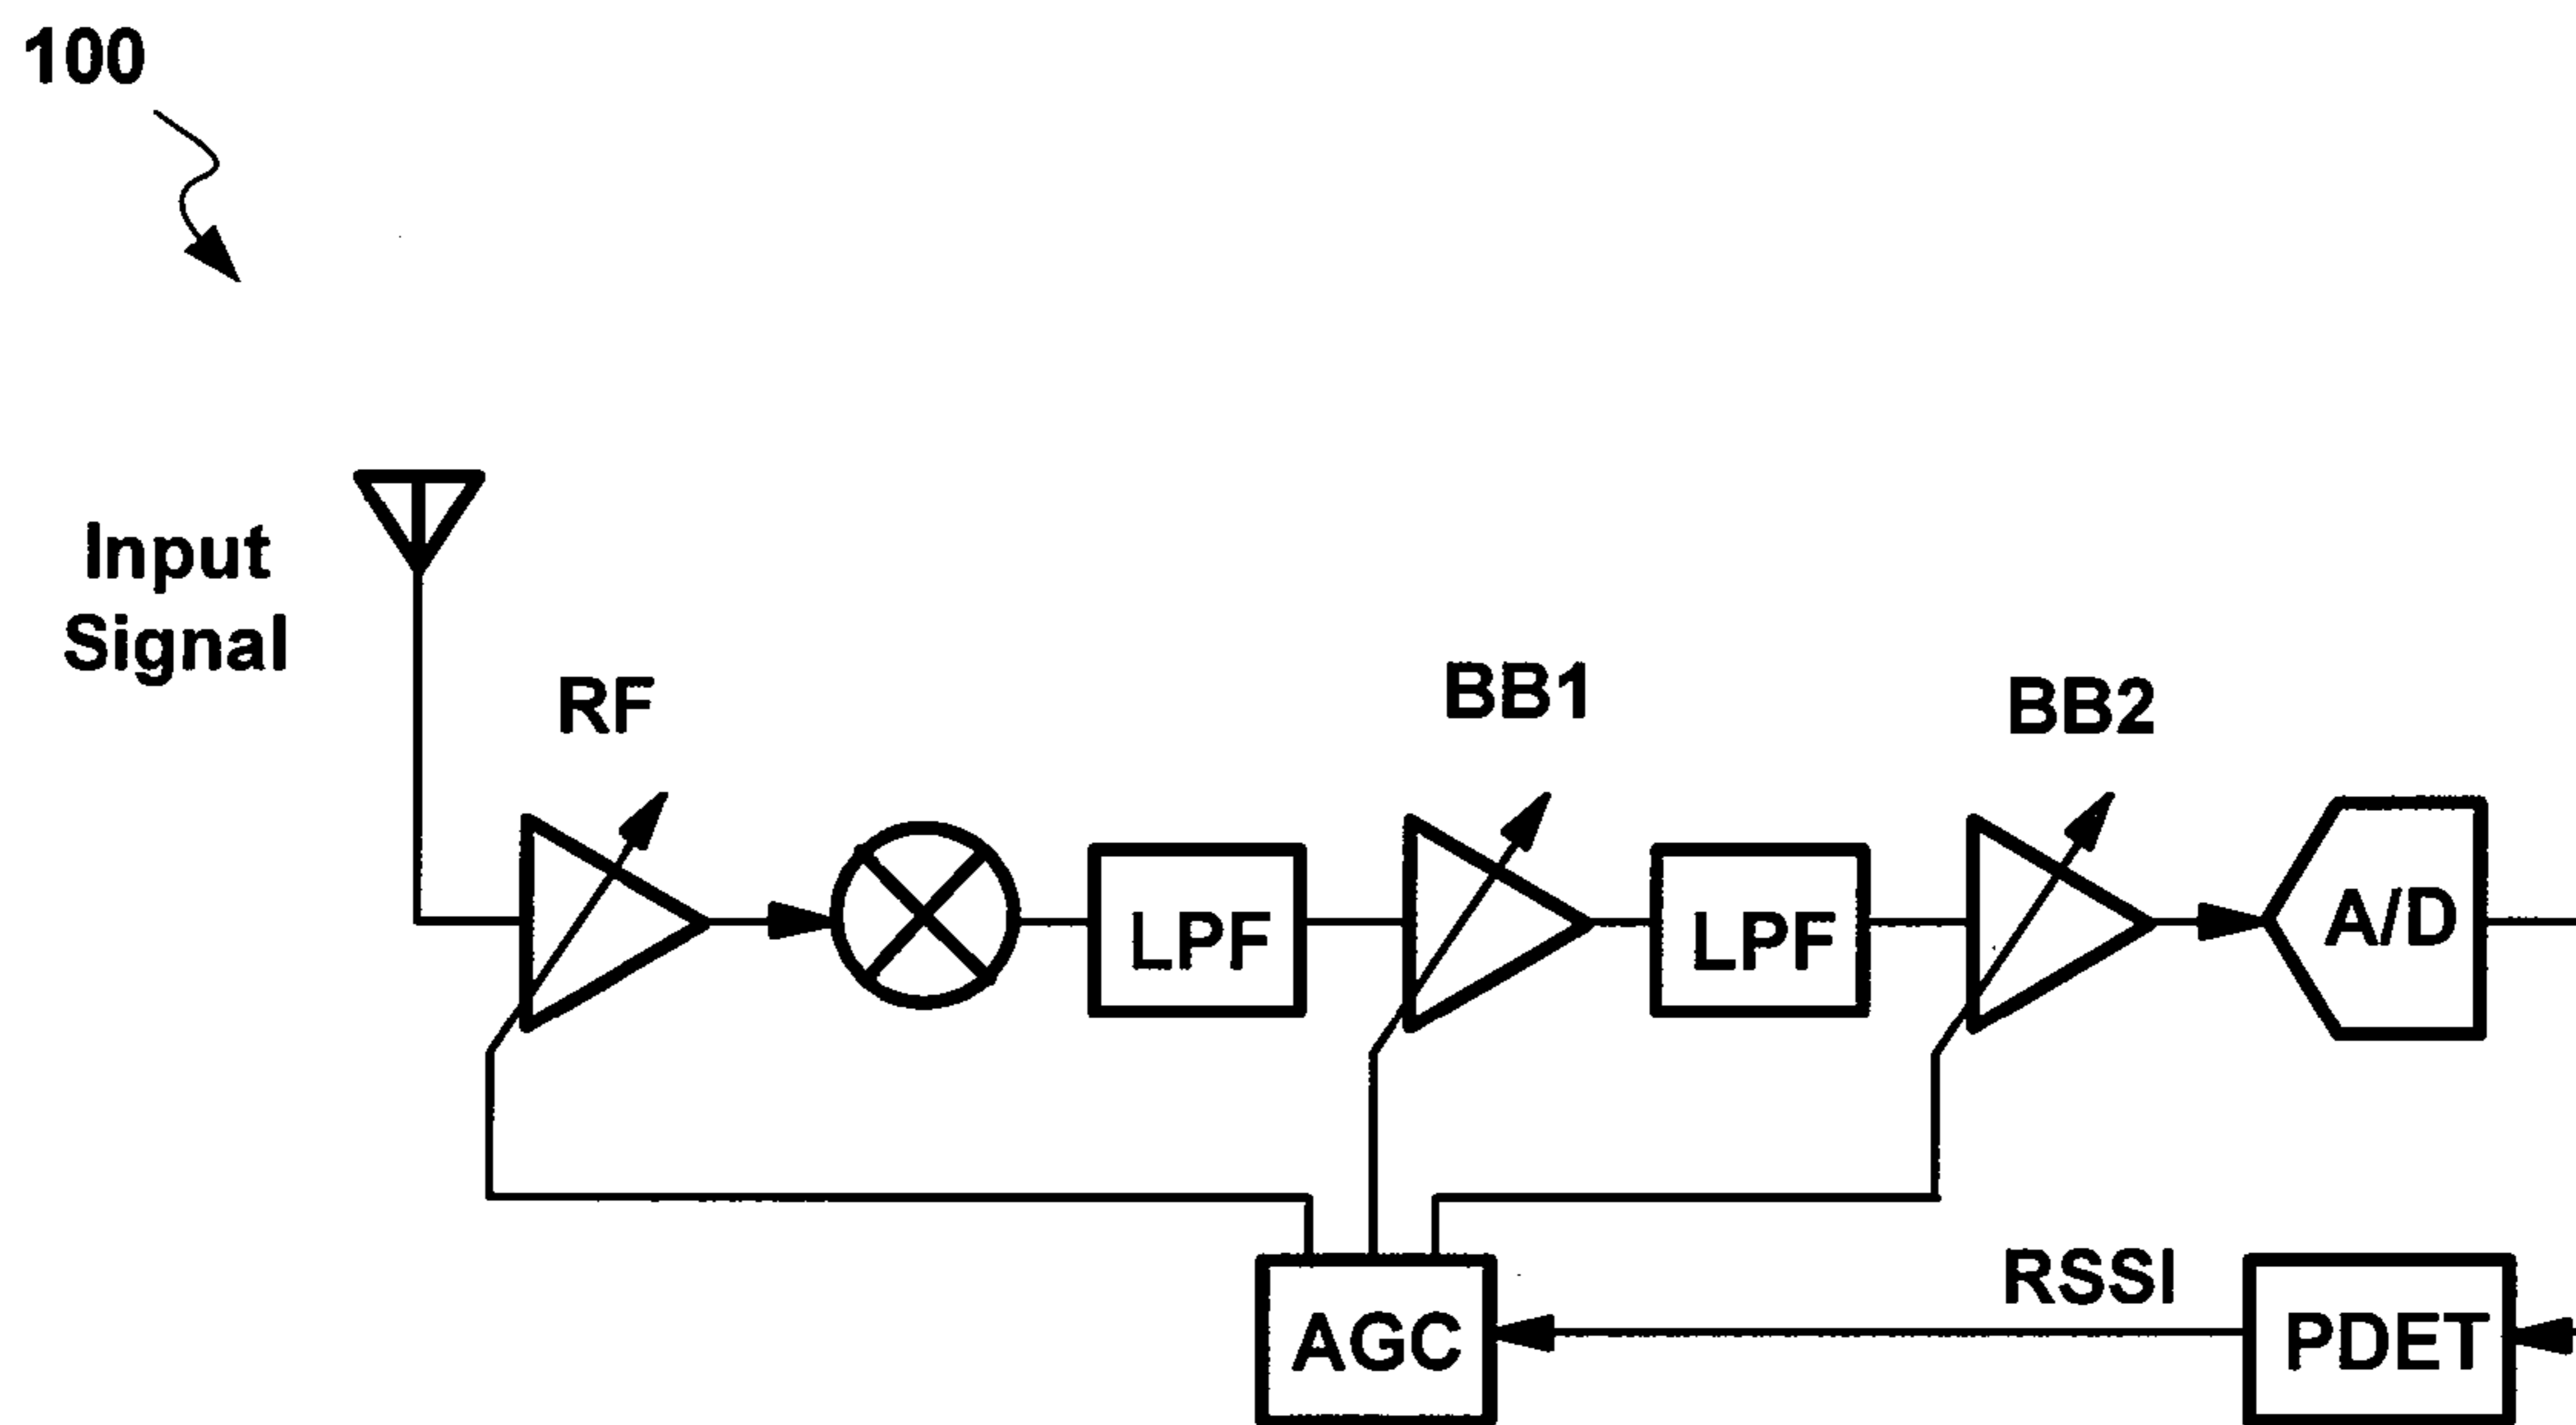 100
Input
Signal
RF
BB1
BB2
LPF
LPF
A/D
RSSI
AGC
PDET